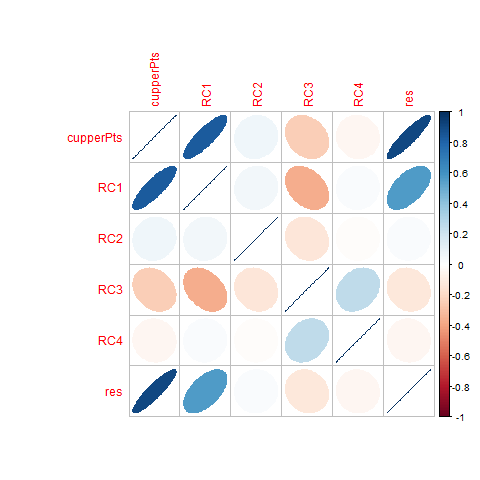 cupperPts
RC1
RC2
RC3
RC4
res
cupperPts
RC1
RC2
RC3
RC4
res
1
0.8
0.6
0.4
0.2
0
-0.2
-0.4
-0.6
-0.8
-1